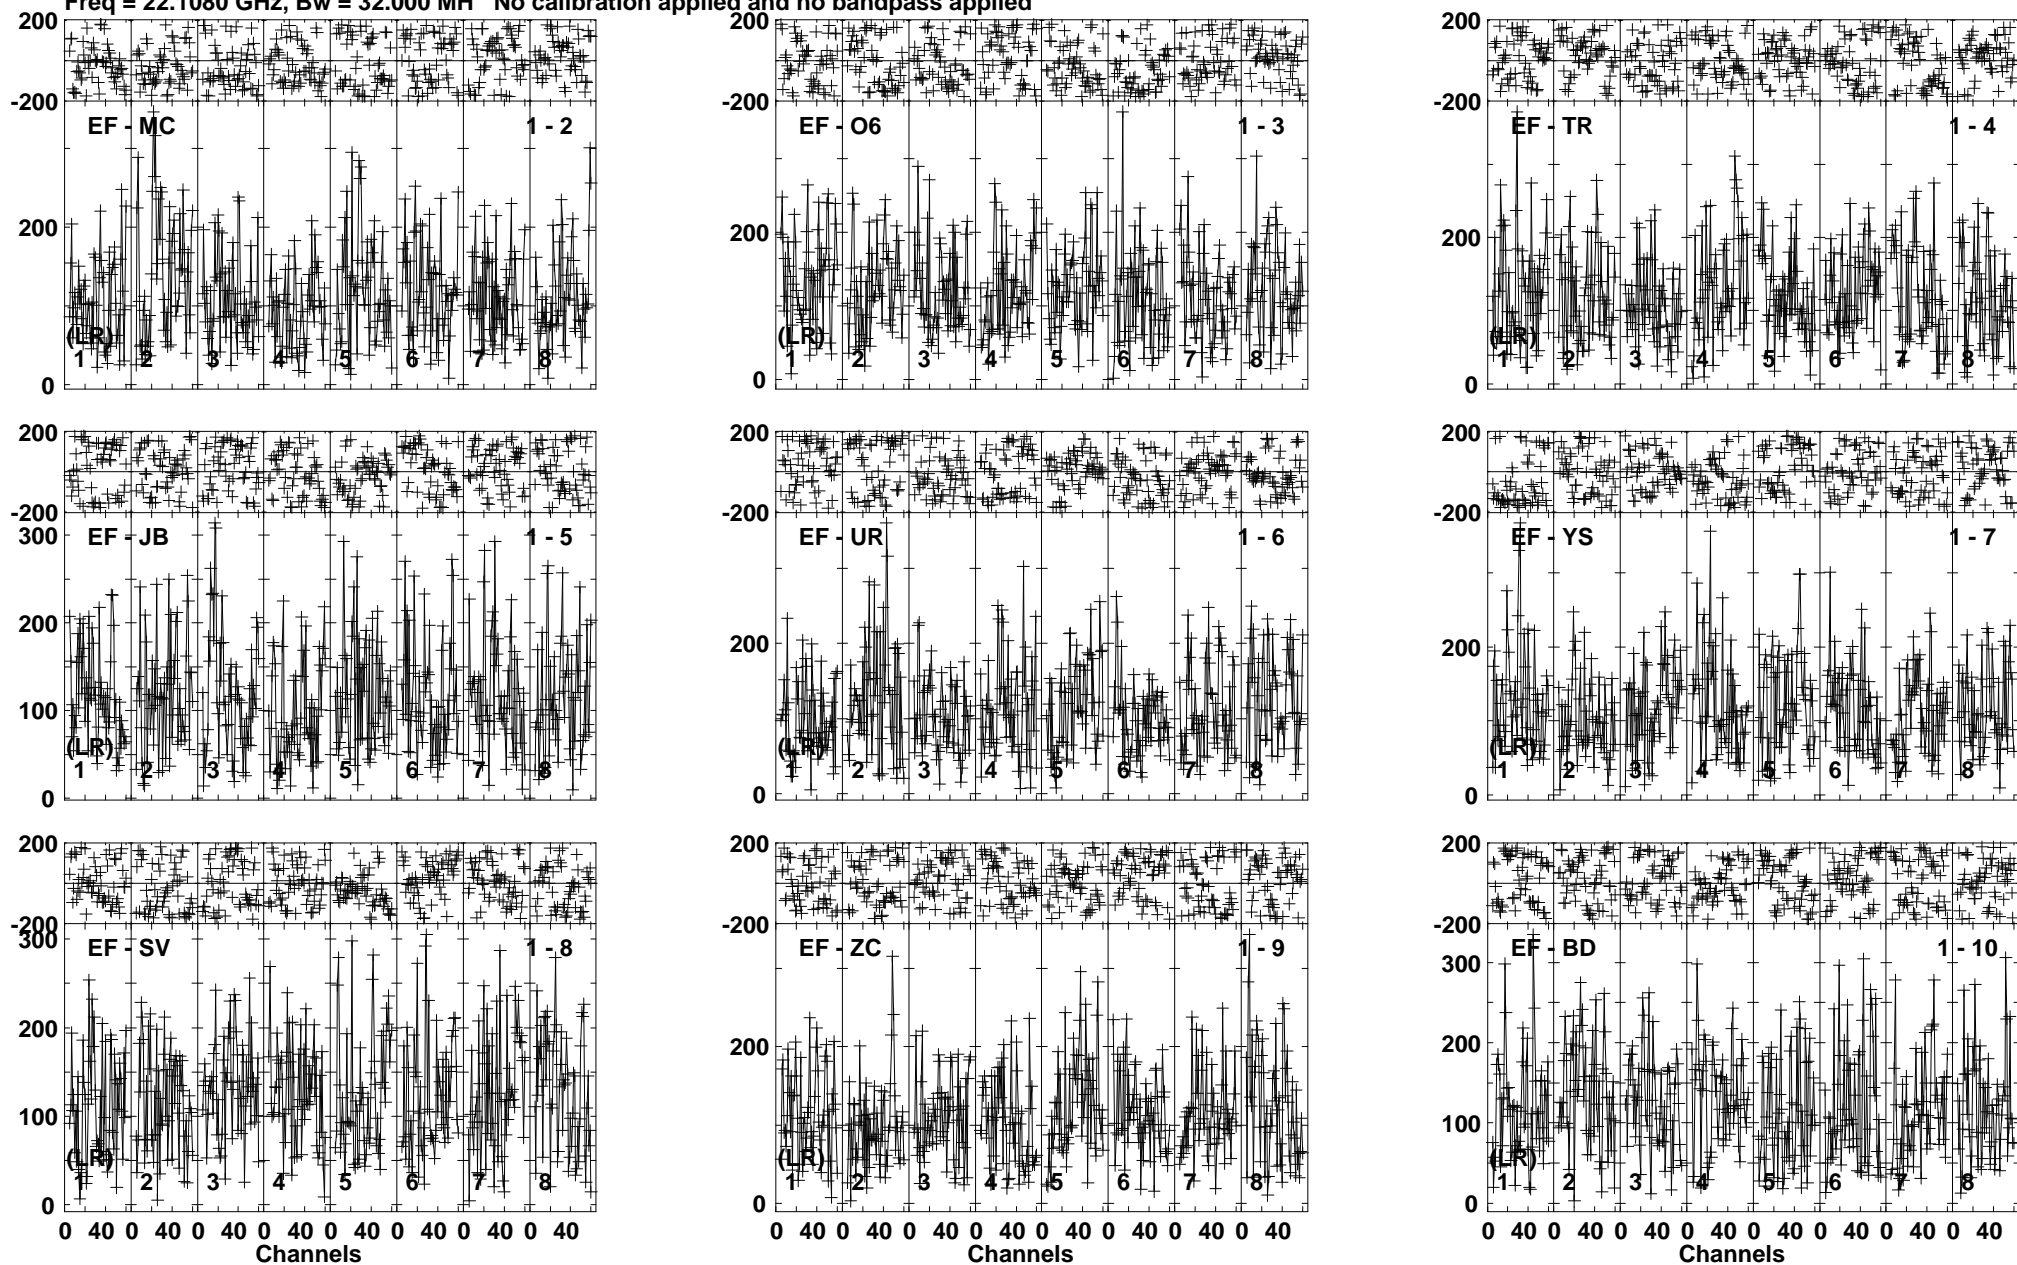 Freq = 22.1080 GHz, Bw = 32.000 MH No calibration applied and no bandpass applied
200 200 200
-200 -200 -200
EF - MC 1 - 2 EF - O6 1 - 3 EF - TR 1 - 4
200 200 200
(LR) (LR) (LR)
1 2 3 4 5 6 7 8 1 2 3 4 5 6 7 8 1 2 3 4 5 6 7 8
0 0 0
200 200 200
-200 -200 -200
300
EF - JB 1 - 5 EF - UR 1 - 6 EF - YS 1 - 7
200 200 200
100
(LR) (LR) (LR)
1 2 3 4 5 6 7 8 1 2 3 4 5 6 7 8 1 2 3 4 5 6 7 8
0 0 0
200 200 200
-200 -200 -200
300 300
EF - SV 1 - 8 EF - ZC 1 - 9 EF - BD 1 - 10
200 200 200
100 100
(LR) (LR) (LR)
1 2 3 4 5 6 7 8 1 2 3 4 5 6 7 8 1 2 3 4 5 6 7 8
0 0 0
0 40 0 40 0 40 0 40 0 40 0 40 0 40 0 40 0 40 0 40 0 40 0 40 0 40 0 40 0 40 0 40 0 40 0 40 0 40 0 40 0 40 0 40 0 40 0 40
Channels Channels Channels